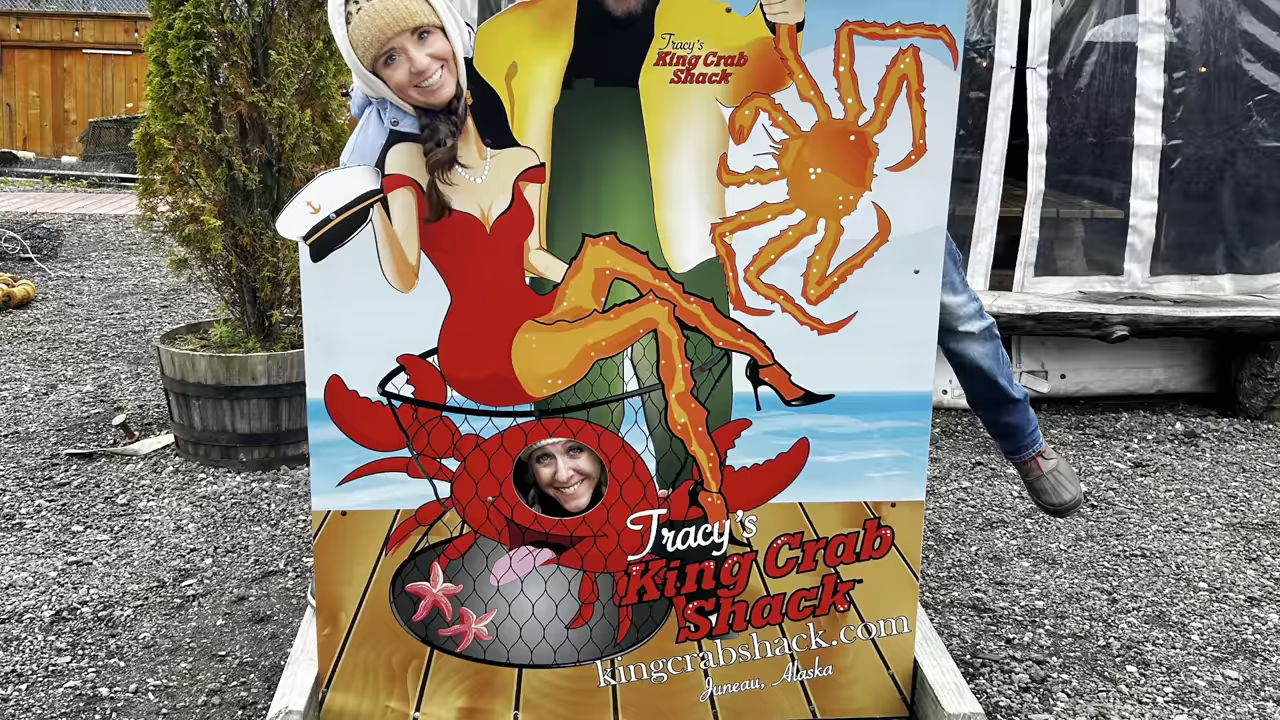 Tracy's
King Crab
Shack
Tracy's
King Crab
Shack
kingcrabshack.com
Juneau, Alaska